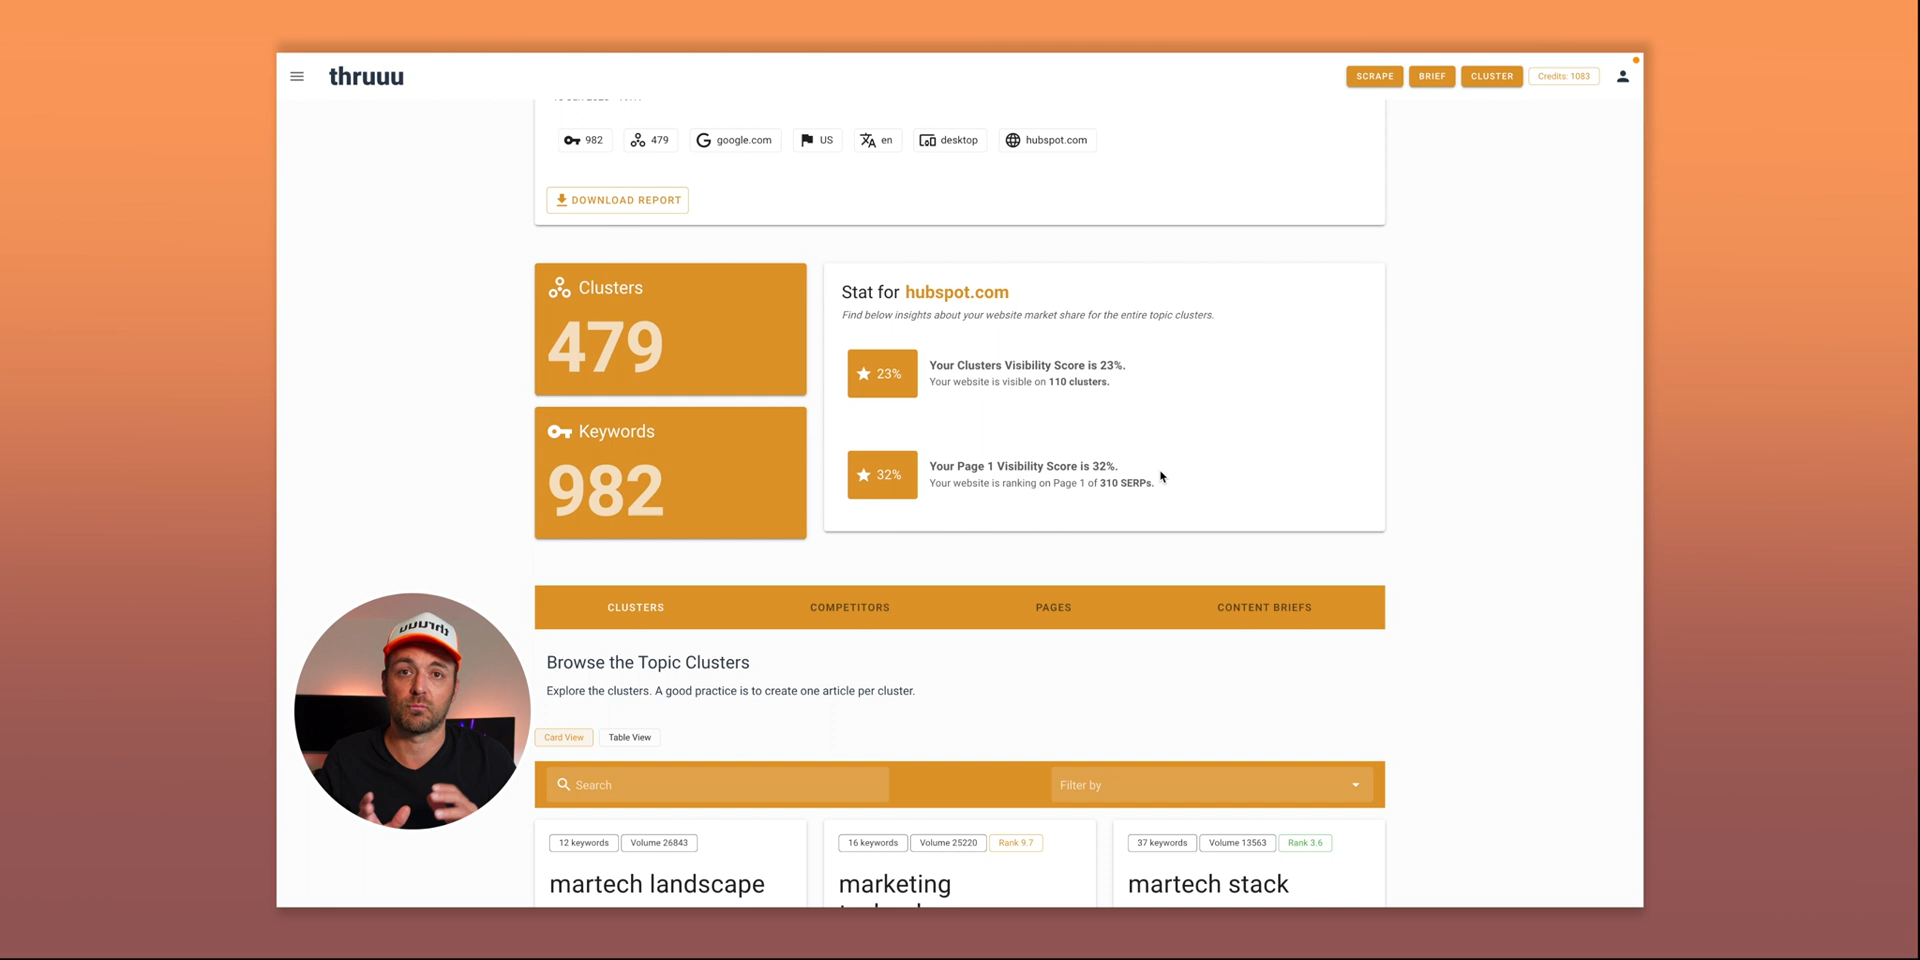 thruuu
SCRAPE BRIEF CLUSTER Credits: 1083
982 479 google.com US en desktop hubspot.com
DOWNLOAD REPORT
Clusters
479
Keywords
982
Stat for hubspot.com
Find below insights about your website market share for the entire topic clusters.
23% Your Clusters Visibility Score is 23%.
Your website is visible on 110 clusters.
32% Your Page 1 Visibility Score is 32%.
Your website is ranking on Page 1 of 310 SERPs.
CLUSTERS COMPETITORS PAGES CONTENT BRIEFS
Browse the Topic Clusters
Explore the clusters. A good practice is to create one article per cluster.
Card View Table View
Search Filter by
12 keywords Volume 26843
martech landscape
16 keywords Volume 25220 Rank 9.7
marketing
37 keywords Volume 13563 Rank 3.6
martech stack
thruuu